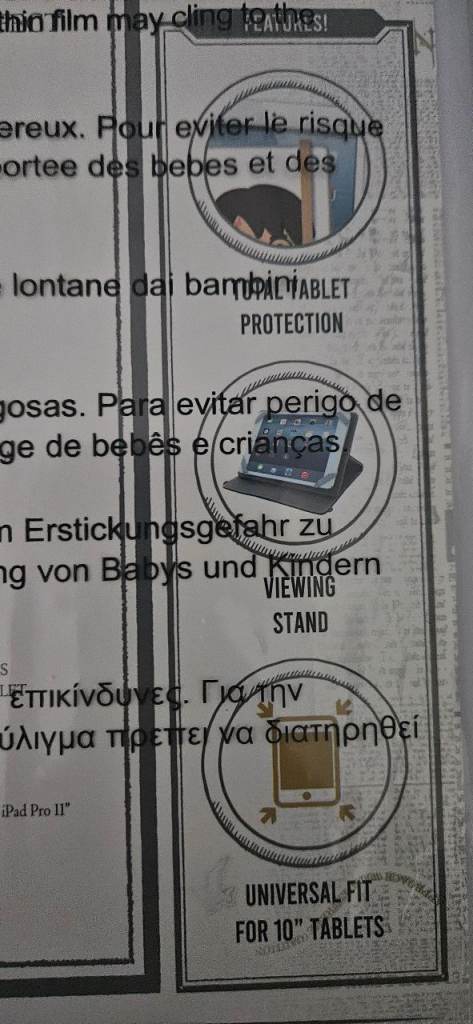 thin film may cling to the
FEATURES!
ereux. Pour eviter le risque
portee des bebes et des
e lontane dai bambini
TOTAL TABLET
PROTECTION
gosas. Para evitar perigo de
ge de bebês e crianças.
n Erstickungsgefahr zu
ng von Babys und Kindern
VIEWING
STAND
S
LET
επικίνδυνες. Για την
ύλιγμα πρέπει να διατηρηθεί
iPad Pro 11"
UNIVERSAL FIT
FOR 10" TABLETS